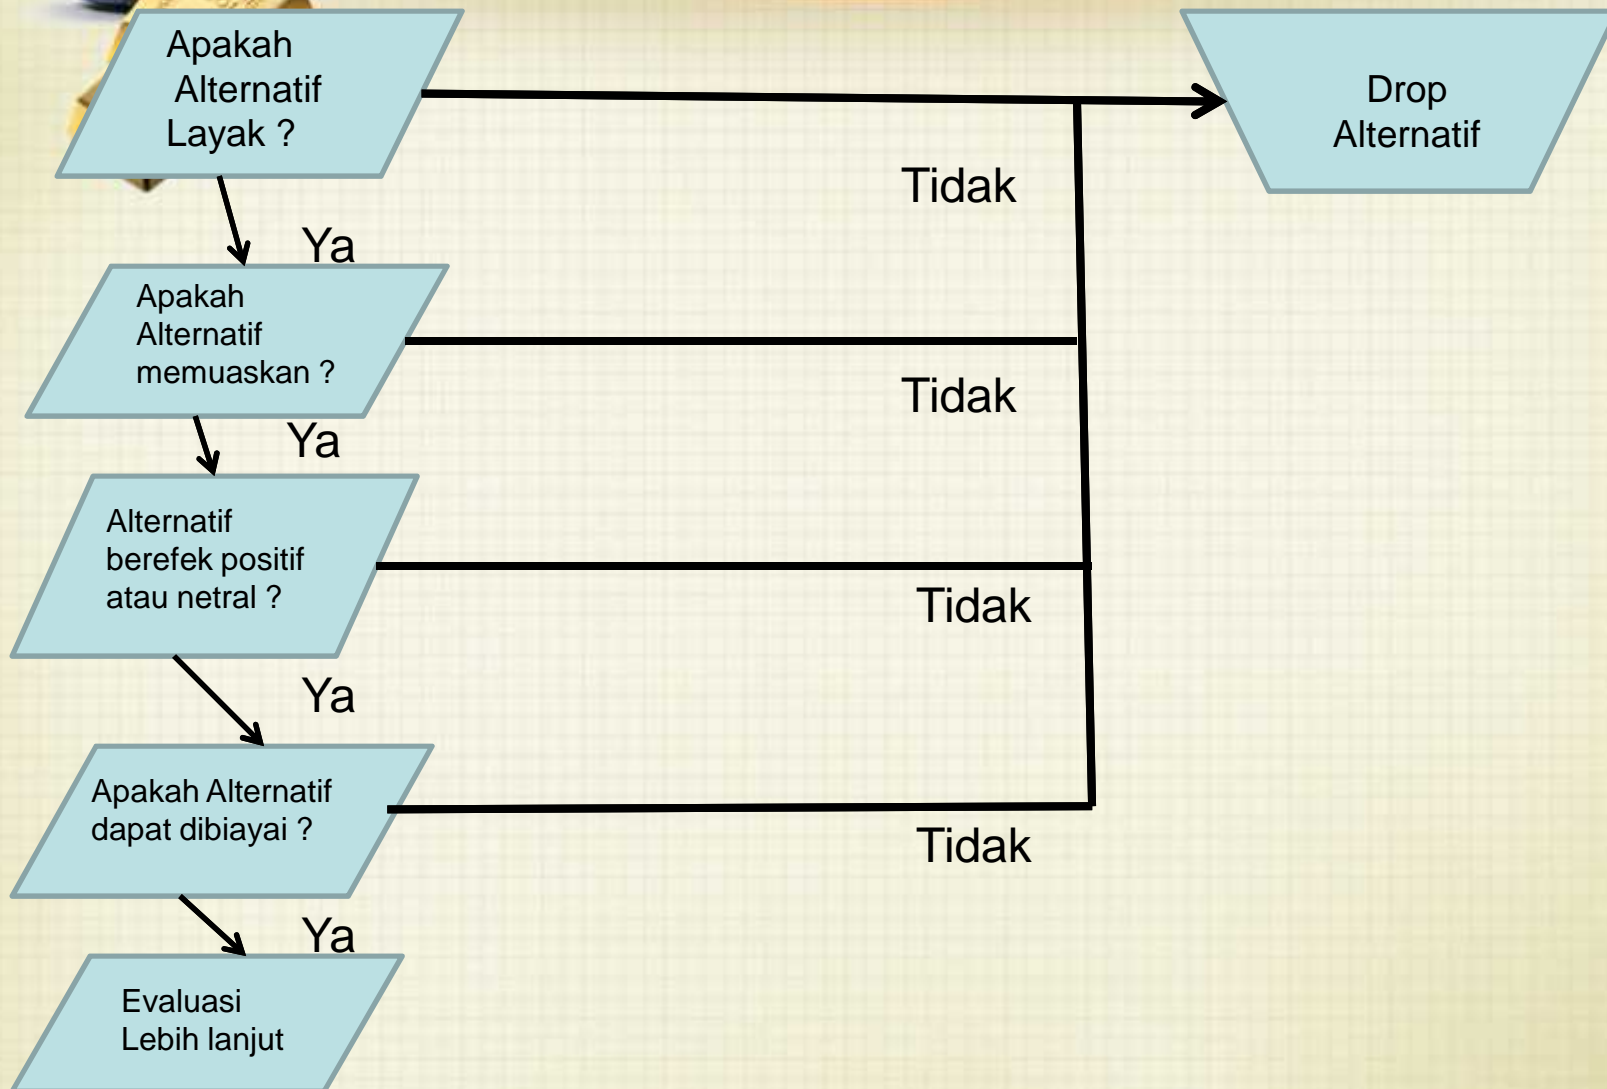 Apakah
Alternatif
Layak ?
Drop
Alternatif
Tidak
Ya
Apakah
Alternatif
memuaskan ?
Tidak
Ya
Alternatif
berefek positif
atau netral ?
Tidak
Ya
Apakah Alternatif
dapat dibiayai ?
Tidak
Ya
Evaluasi
Lebih lanjut